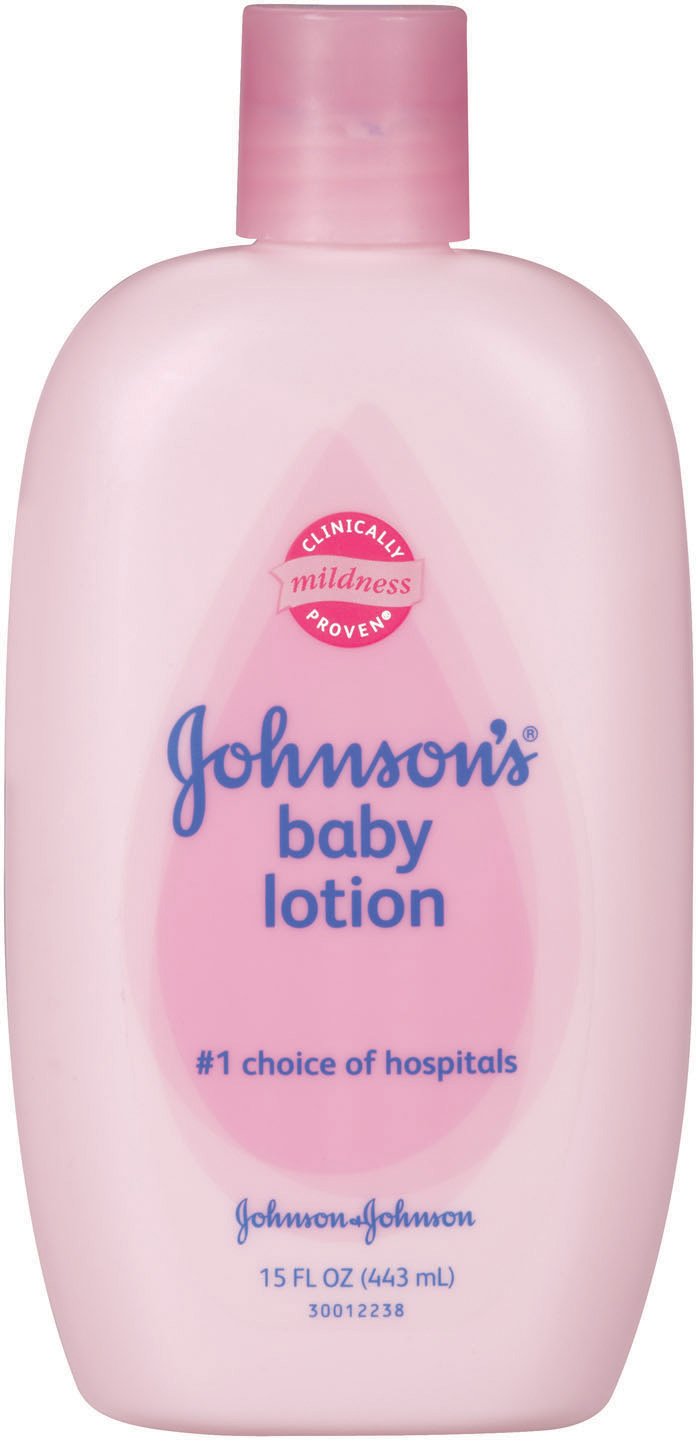 CLINICALLY
mildness
PROVEN®
Johnson's®
baby
lotion
#1 choice of hospitals
Johnson & Johnson
15 FL OZ (443 mL)
30012238